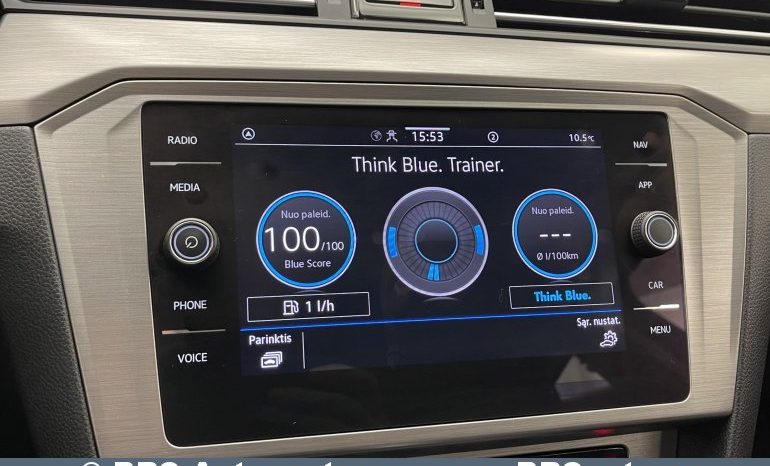 RADIO
MEDIA
PHONE
VOICE
15:53
2
10.5°C
Think Blue. Trainer.
Nuo paleid.
100/100
Blue Score
1 l/h
Nuo paleid.
---
Ø l/100km
Think Blue.
Parinktis
Sąr. nustat.
NAV
APP
CAR
MENU